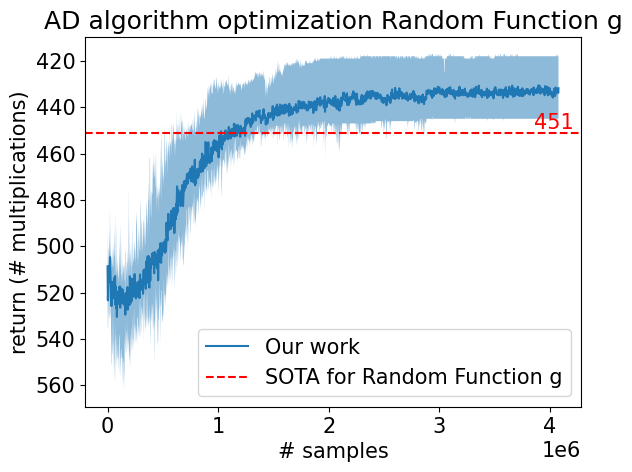 AD algorithm optimization Random Function g
return (# multiplications)
420
440
460
480
500
520
540
560
451
Our work
SOTA for Random Function g
0
1
2
3
4
1e6
# samples